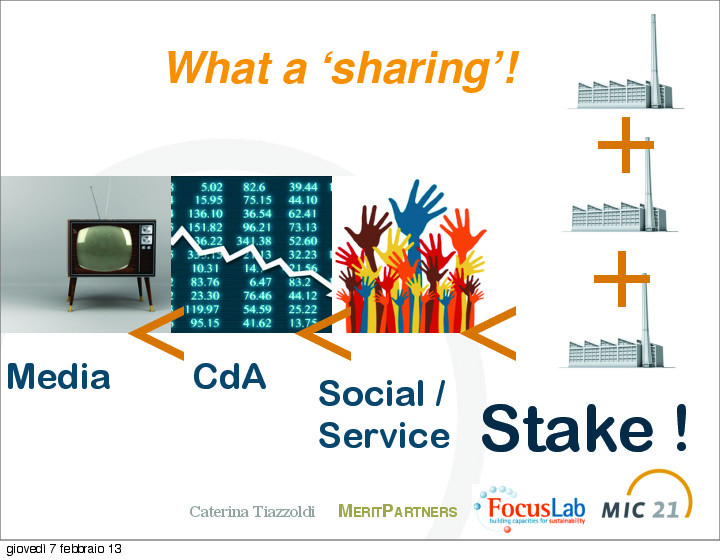 What a ‘sharing’!
5.02 82.6 39.44
15.95 75.15 44.10
136.10 36.54 62.41
151.82 96.21 73.13
36.22 341.38 52.60
32.23
10.31 14. 21.56
83.76 6.47 83.2
23.30 76.46 44.12
119.97 54.59 25.22
95.15 41.62 13.75
+
+
< < <
Media
CdA
Social /
Service
Stake !
Caterina Tiazzoldi
MERITPARTNERS
FocusLab
building capacities for sustainability
MIC 21
giovedì 7 febbraio 13